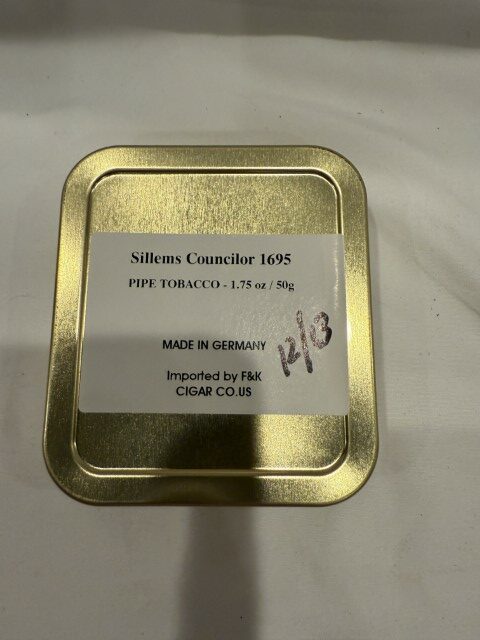 Sillems Councilor 1695
PIPE TOBACCO - 1.75 oz / 50g
12/13
MADE IN GERMANY
Imported by F&K
CIGAR CO.US